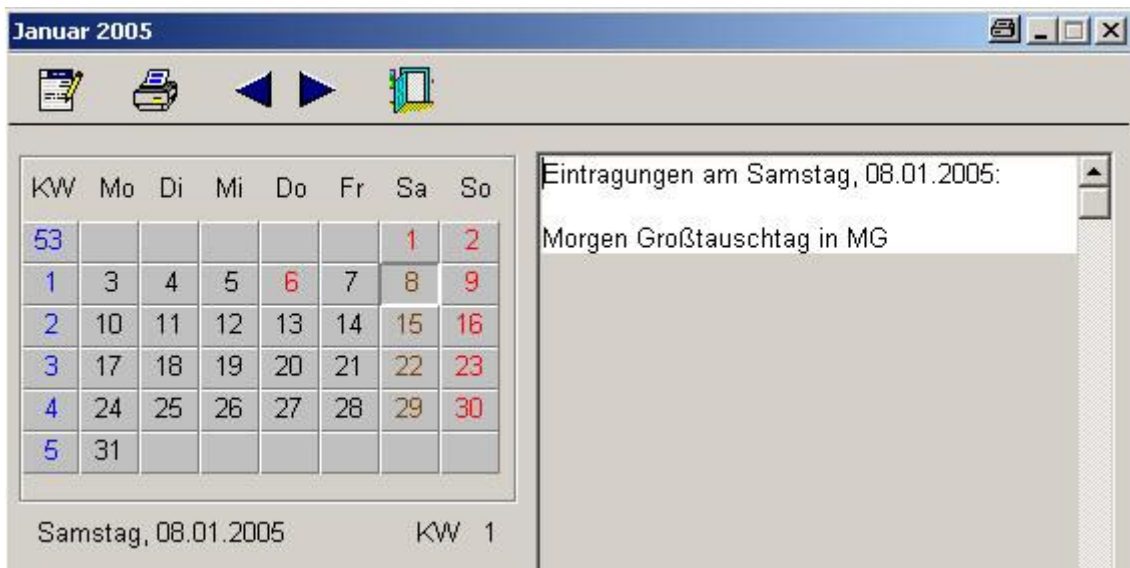 Januar 2005
KW Mo Di Mi Do Fr Sa So
53 1 2
1 3 4 5 6 7 8 9
2 10 11 12 13 14 15 16
3 17 18 19 20 21 22 23
4 24 25 26 27 28 29 30
5 31
Samstag, 08.01.2005 KW 1
Eintragungen am Samstag, 08.01.2005:
Morgen Großtauschtag in MG